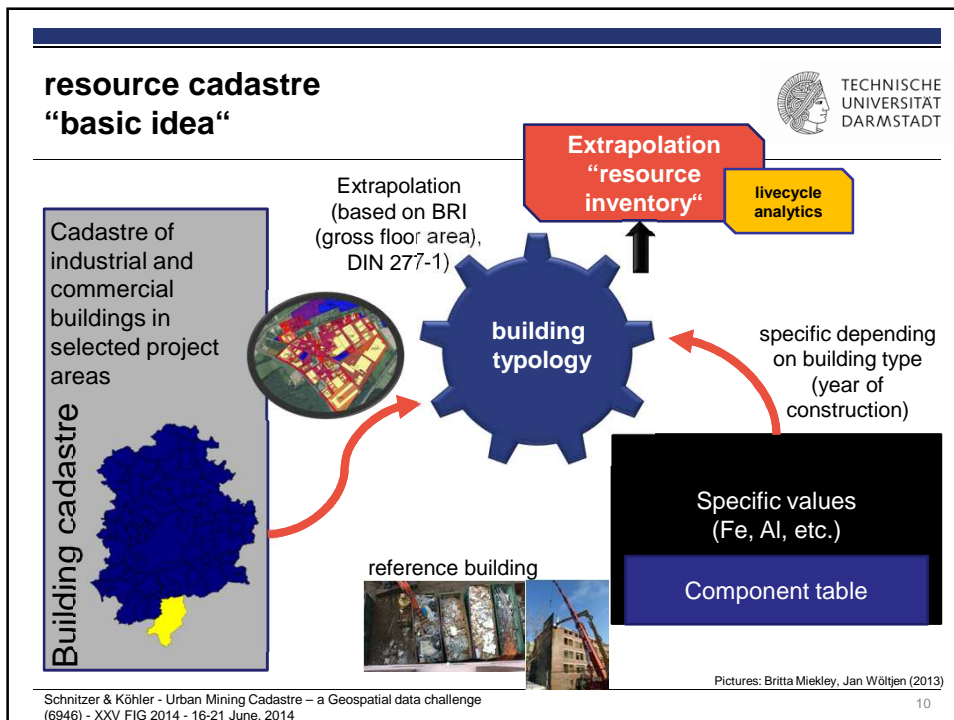 resource cadastre
“basic idea“
TECHNISCHE
UNIVERSITÄT
DARMSTADT
Extrapolation
“resource
inventory“
livecycle
analytics
Extrapolation
(based on BRI
(gross floor area),
DIN 277-1)
Cadastre of
industrial and
commercial
buildings in
selected project
areas
Building cadastre
building
typology
specific depending
on building type
(year of
construction)
Specific values
(Fe, Al, etc.)
Component table
reference building
Pictures: Britta Miekley, Jan Wöltjen (2013)
Schnitzer & Köhler - Urban Mining Cadastre – a Geospatial data challenge
(6946) - XXV FIG 2014 - 16-21 June, 2014
10